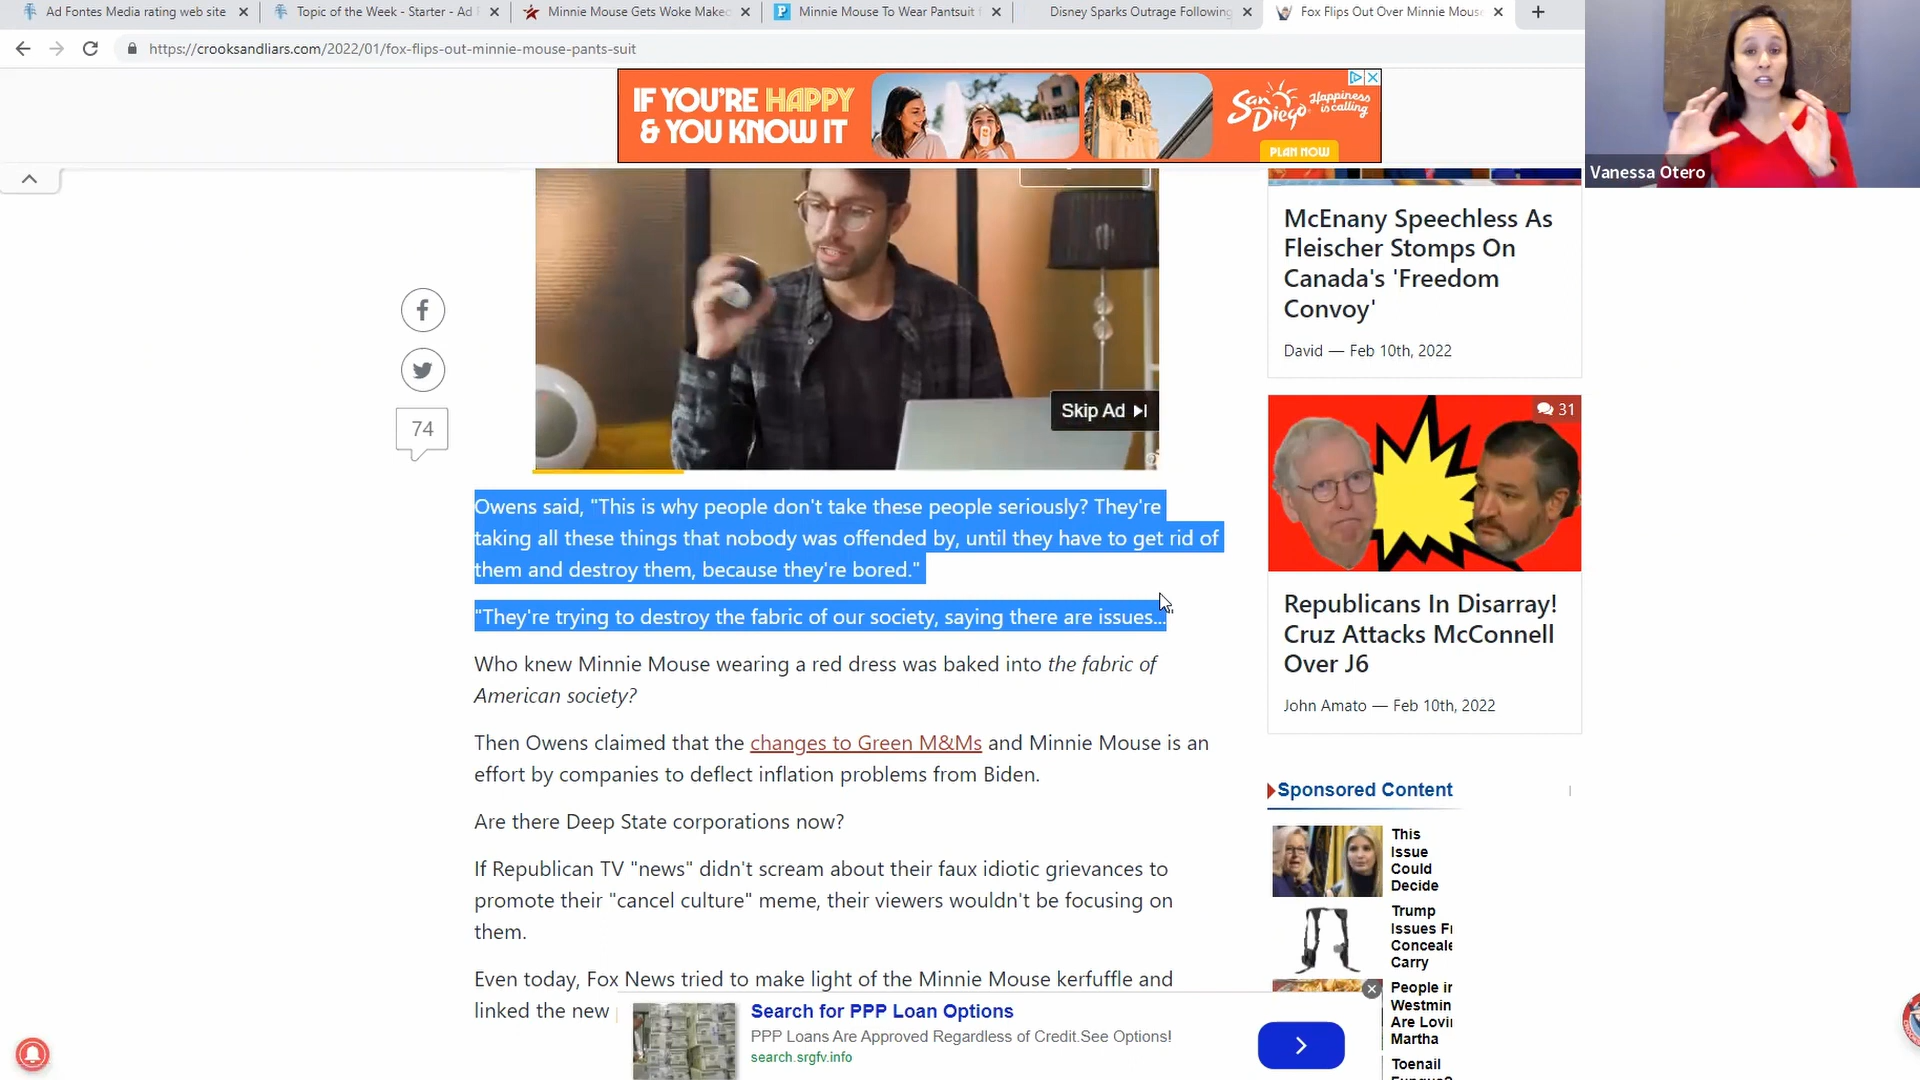 Ad Fontes Media rating web site
Topic of the Week - Starter - Ad
Minnie Mouse Gets Woke Make
Minnie Mouse To Wear Pantsuit
Disney Sparks Outrage Following
Fox Flips Out Over Minnie Mous
https://crooksandliars.com/2022/01/fox-flips-out-minnie-mouse-pants-suit
IF YOU'RE HAPPY
& YOU KNOW IT
San Diego
Happiness
is calling
PLAN NOW
Vanessa Otero
Skip Ad
74
Owens said, "This is why people don't take these people seriously? They're
taking all these things that nobody was offended by, until they have to get rid of
them and destroy them, because they're bored."
"They're trying to destroy the fabric of our society, saying there are issues..."
Who knew Minnie Mouse wearing a red dress was baked into the fabric of
American society?
Then Owens claimed that the changes to Green M&Ms and Minnie Mouse is an
effort by companies to deflect inflation problems from Biden.
Are there Deep State corporations now?
If Republican TV "news" didn't scream about their faux idiotic grievances to
promote their "cancel culture" meme, their viewers wouldn't be focusing on
them.
Even today, Fox News tried to make light of the Minnie Mouse kerfuffle and
linked the new
Search for PPP Loan Options
PPP Loans Are Approved Regardless of Credit.See Options!
search.srgfv.info
McEnany Speechless As
Fleischer Stomps On
Canada's 'Freedom
Convoy'
David — Feb 10th, 2022
31
Republicans In Disarray!
Cruz Attacks McConnell
Over J6
John Amato — Feb 10th, 2022
Sponsored Content
This
Issue
Could
Decide
Trump
Issues F
Conceale
Carry
People in
Westmin
Are Lovi
Martha
Toenail